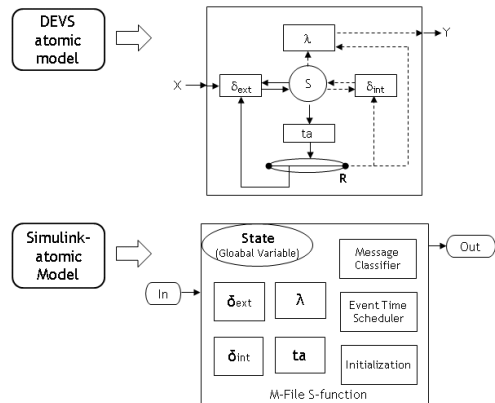 DEVS
atomic
model
λ
Y
X
δext
S
δint
ta
R
Simulink-
atomic
Model
State
(Gloabal Variable)
Message
Classifier
Out
In
δext
λ
Event Time
Scheduler
δint
ta
Initialization
M-File S-function